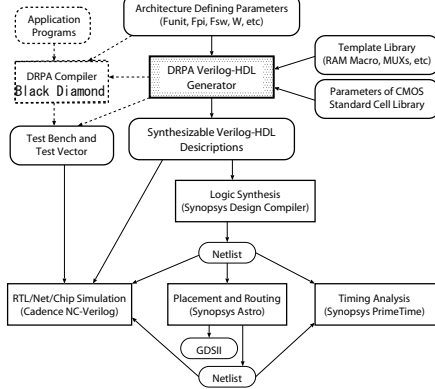 Application
Programs
Architecture Defining Parameters
(Funit, Fpi, Fsw, W, etc)
DRPA Compiler
Black Diamond
DRPA Verilog-HDL
Generator
Template Library
(RAM Macro, MUXs, etc)
Parameters of CMOS
Standard Cell Library
Test Bench and
Test Vector
Synthesizable Verilog-HDL
Desicriptions
Logic Synthesis
(Synopsys Design Compiler)
Netlist
RTL/Net/Chip Simulation
(Cadence NC-Verilog)
Placement and Routing
(Synopsys Astro)
Timing Analysis
(Synopsys PrimeTime)
GDSII
Netlist